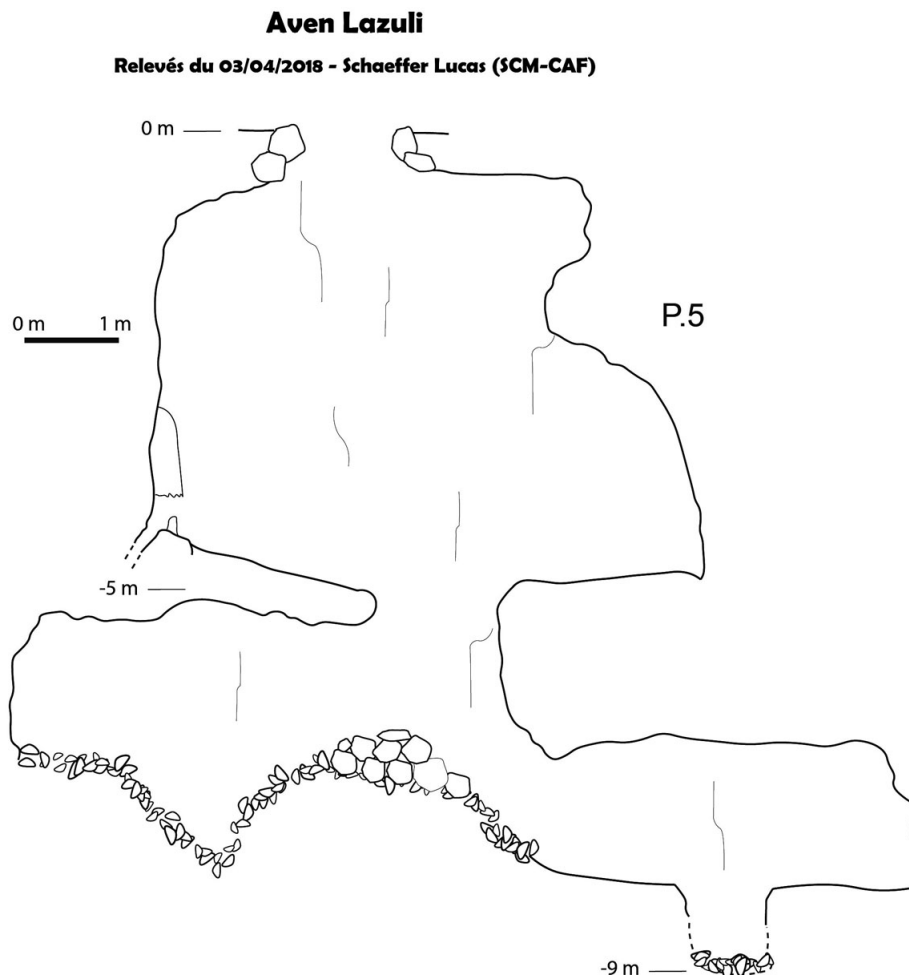 Aven Lazuli
Relevés du 03/04/2018 - Schaeffer Lucas (SCM-CAF)
0 m
0 m 1 m
P.5
-5 m
-9 m